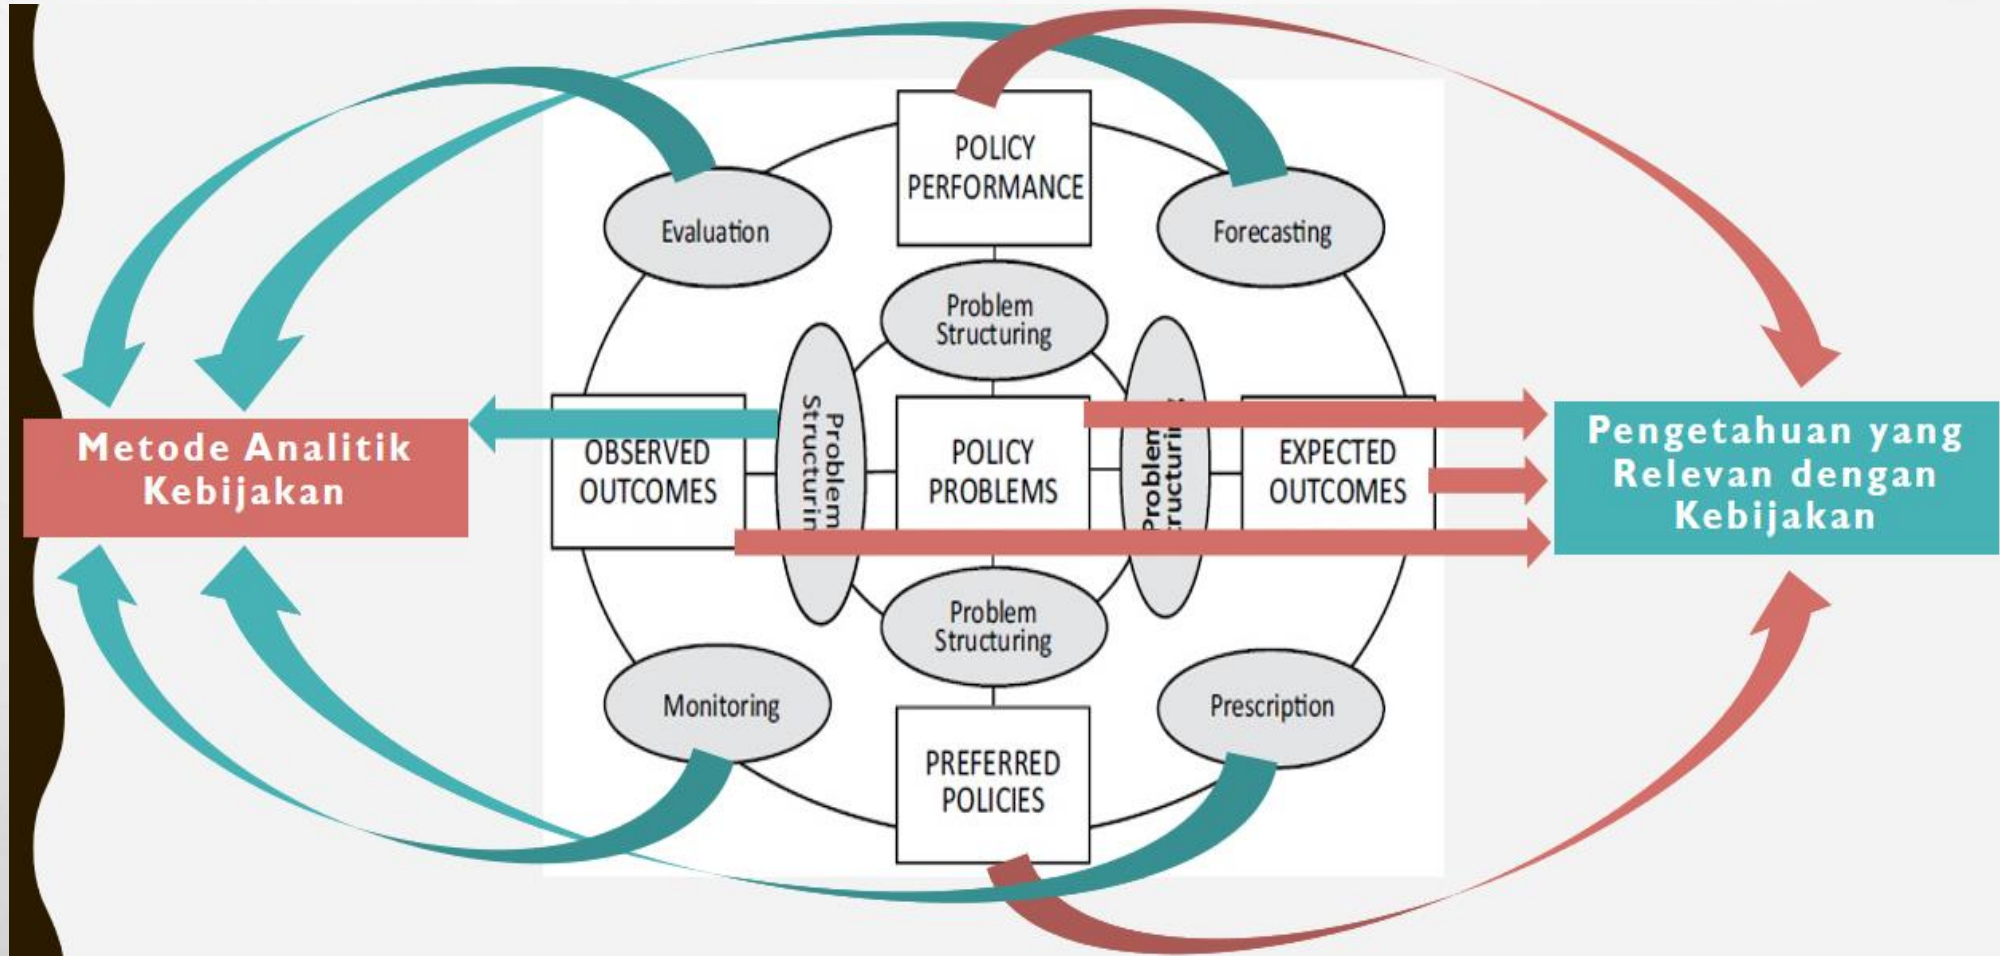 POLICY
PERFORMANCE
Evaluation
Forecasting
Problem
Structuring
Metode Analitik
Kebijakan
OBSERVED
OUTCOMES
Problem
POLICY
PROBLEMS
Problem
EXPECTED
OUTCOMES
Pengetahuan yang
Relevan dengan
Kebijakan
Problem
Structuring
Monitoring
Prescription
PREFERRED
POLICIES